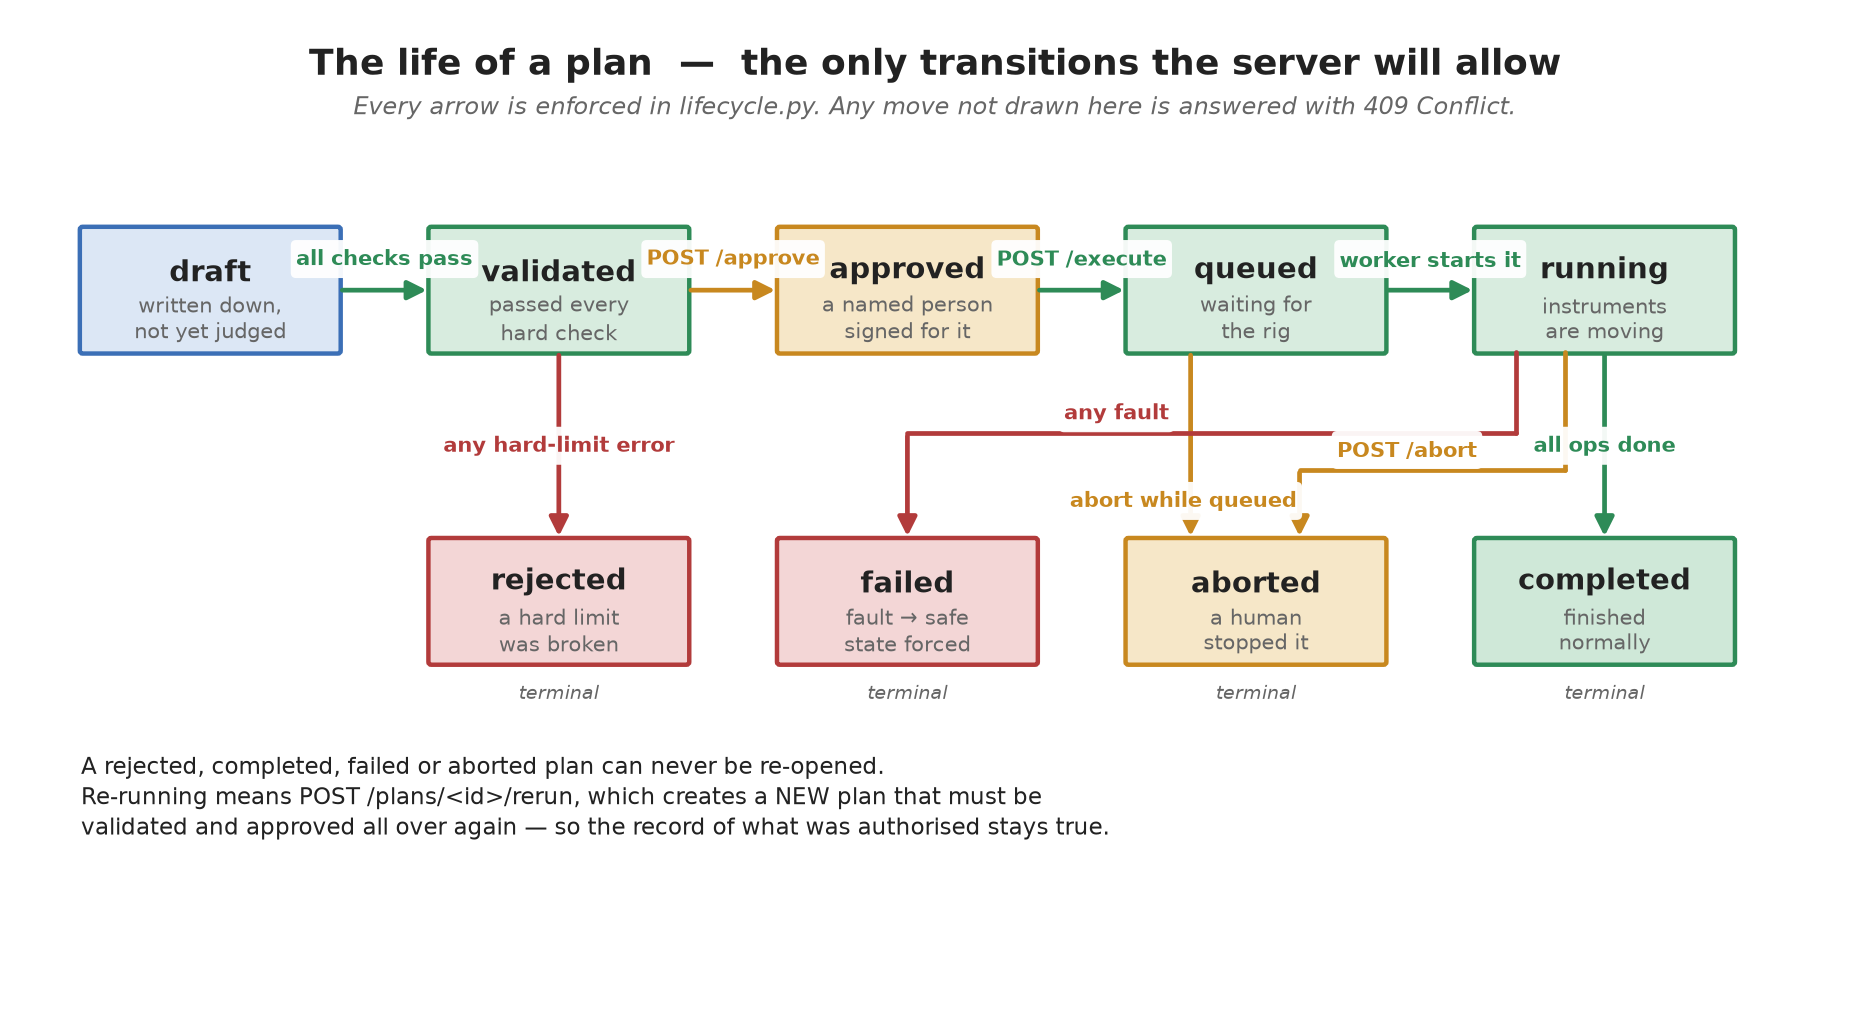 The life of a plan — the only transitions the server will allow
Every arrow is enforced in lifecycle.py. Any move not drawn here is answered with 409 Conflict.
draft
written down,
not yet judged
all checks pass
validated
passed every
hard check
POST /approve
approved
a named person
signed for it
POST /execute
queued
waiting for
the rig
worker starts it
running
instruments
are moving
any hard-limit error
any fault
POST /abort
all ops done
abort while queued
rejected
a hard limit
was broken
terminal
failed
fault → safe
state forced
terminal
aborted
a human
stopped it
terminal
completed
finished
normally
terminal
A rejected, completed, failed or aborted plan can never be re-opened.
Re-running means POST /plans/<id>/rerun, which creates a NEW plan that must be
validated and approved all over again — so the record of what was authorised stays true.